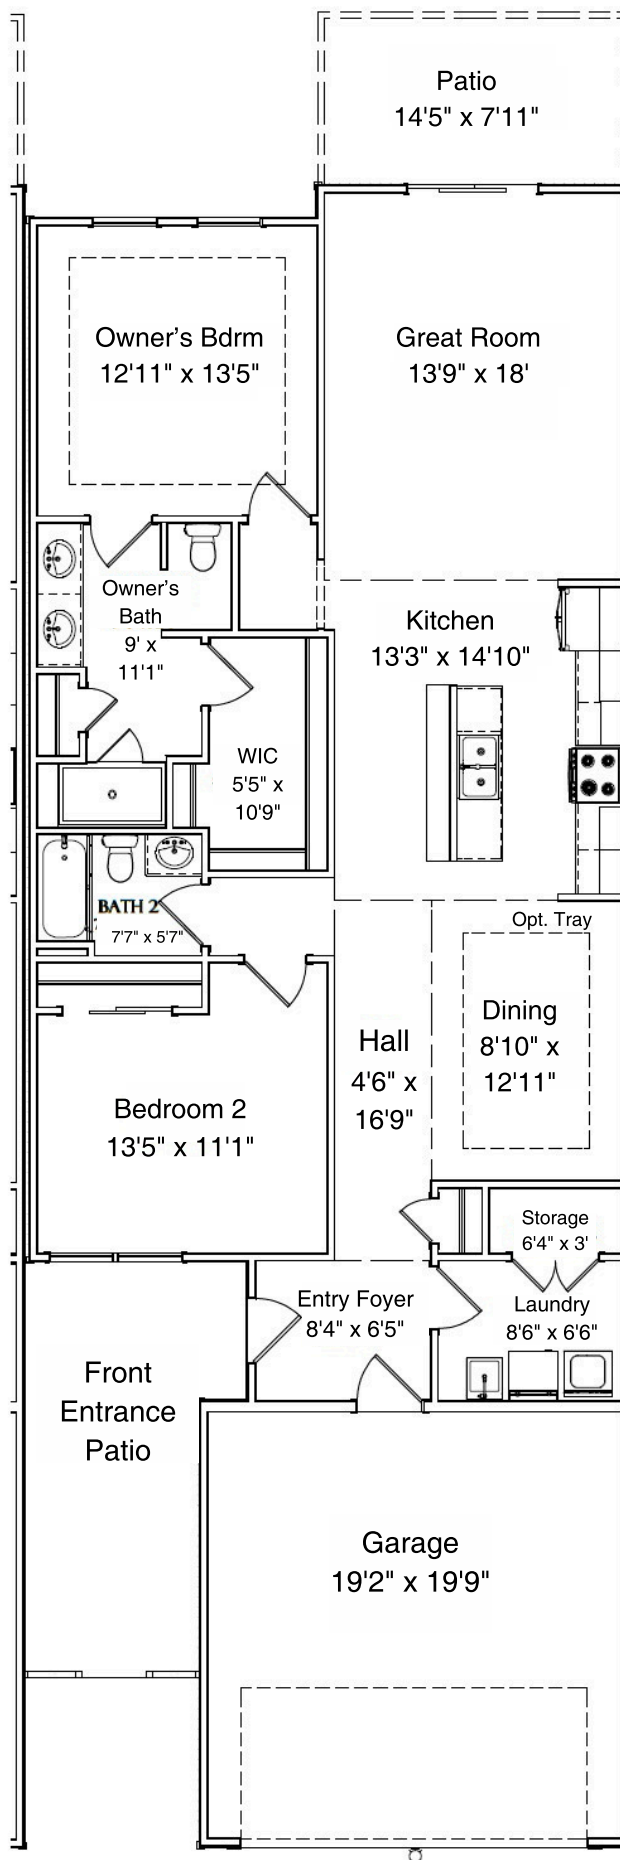 Patio
14'5" x 7'11"
Owner's Bdrm
12'11" x 13'5"
Great Room
13'9" x 18'
Owner's
Bath
9' x
11'1"
Kitchen
13'3" x 14'10"
WIC
5'5" x
10'9"
BATH 2
7'7" x 5'7"
Opt. Tray
Dining
8'10" x
12'11"
Hall
4'6" x
16'9"
Bedroom 2
13'5" x 11'1"
Storage
6'4" x 3'
Entry Foyer
8'4" x 6'5"
Laundry
8'6" x 6'6"
Front
Entrance
Patio
Garage
19'2" x 19'9"